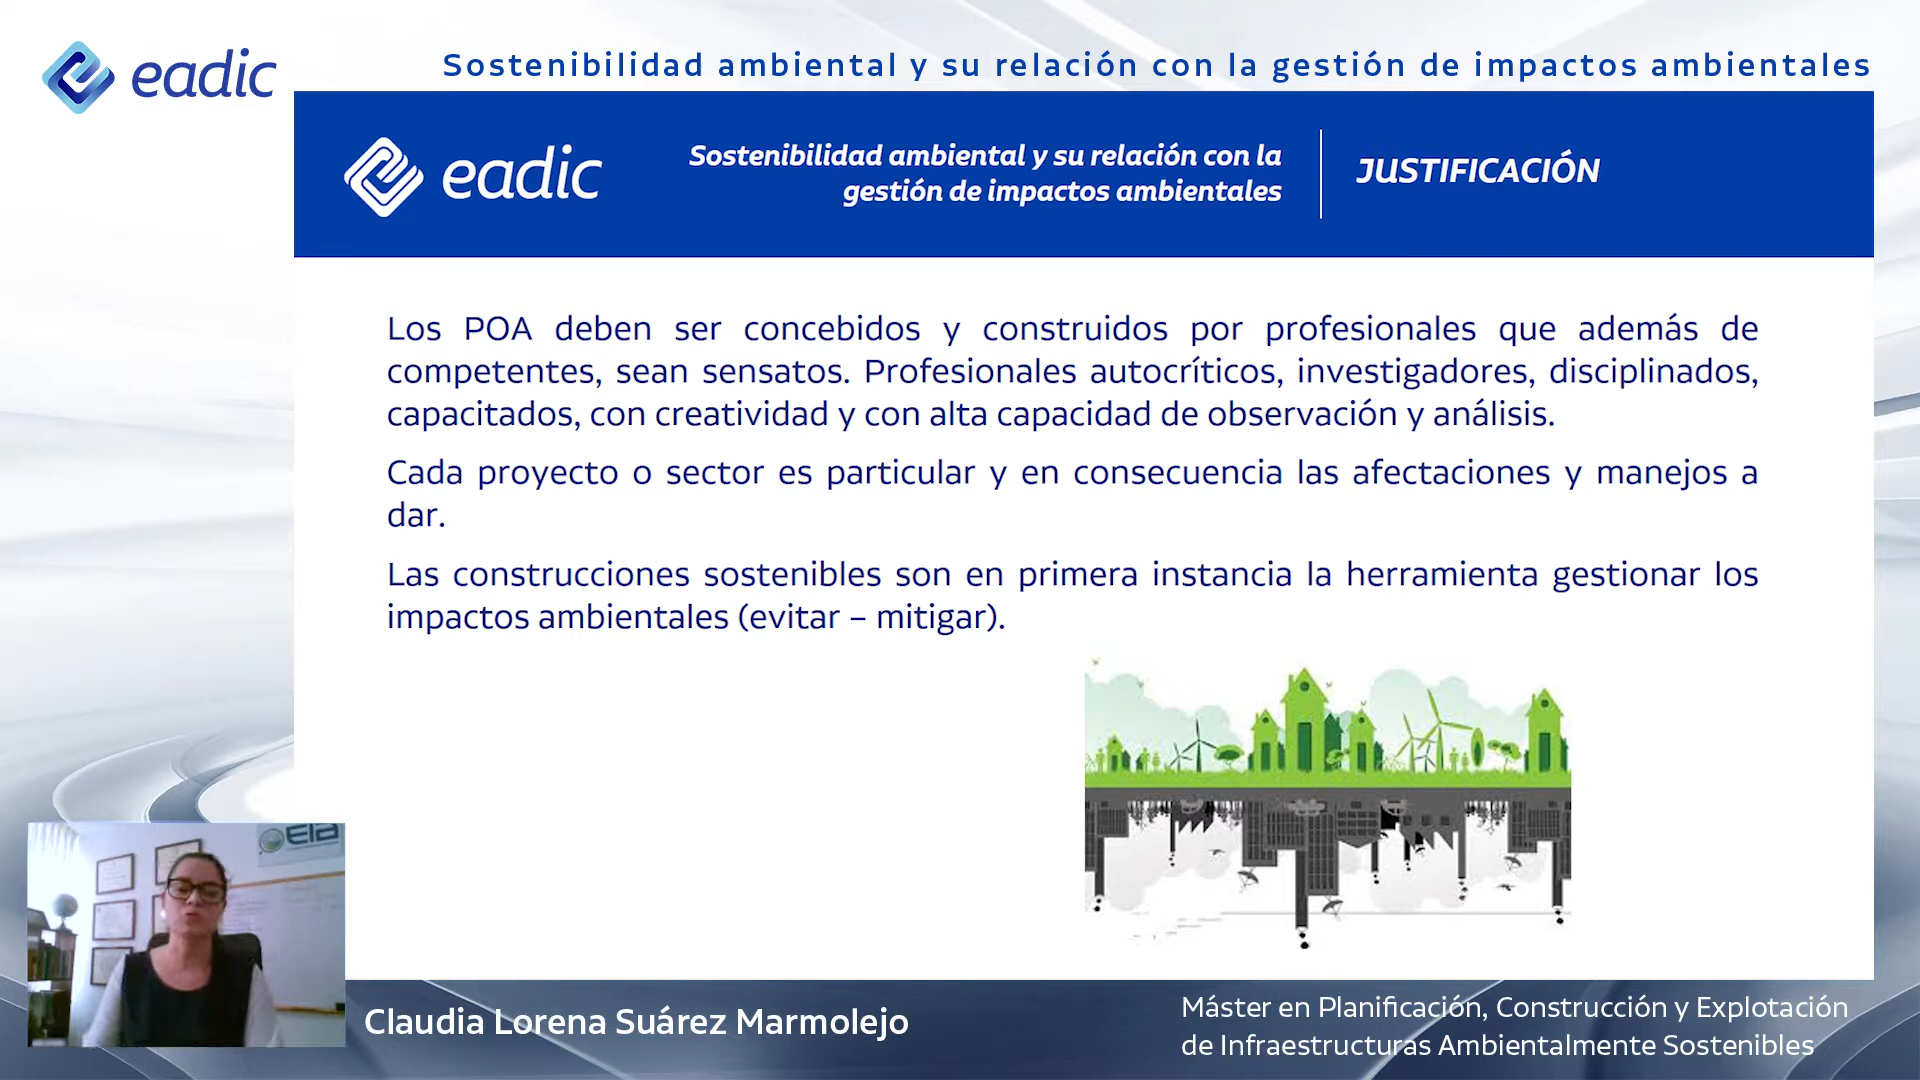 eadic
Sostenibilidad ambiental y su relación con la gestión de impactos ambientales
eadic
Sostenibilidad ambiental y su relación con la
gestión de impactos ambientales
JUSTIFICACIÓN
Los POA deben ser concebidos y construidos por profesionales que además de
competentes, sean sensatos. Profesionales autocríticos, investigadores, disciplinados,
capacitados, con creatividad y con alta capacidad de observación y análisis.
Cada proyecto o sector es particular y en consecuencia las afectaciones y manejos a
dar.
Las construcciones sostenibles son en primera instancia la herramienta gestionar los
impactos ambientales (evitar – mitigar).
Claudia Lorena Suárez Marmolejo
Máster en Planificación, Construcción y Explotación
de Infraestructuras Ambientalmente Sostenibles